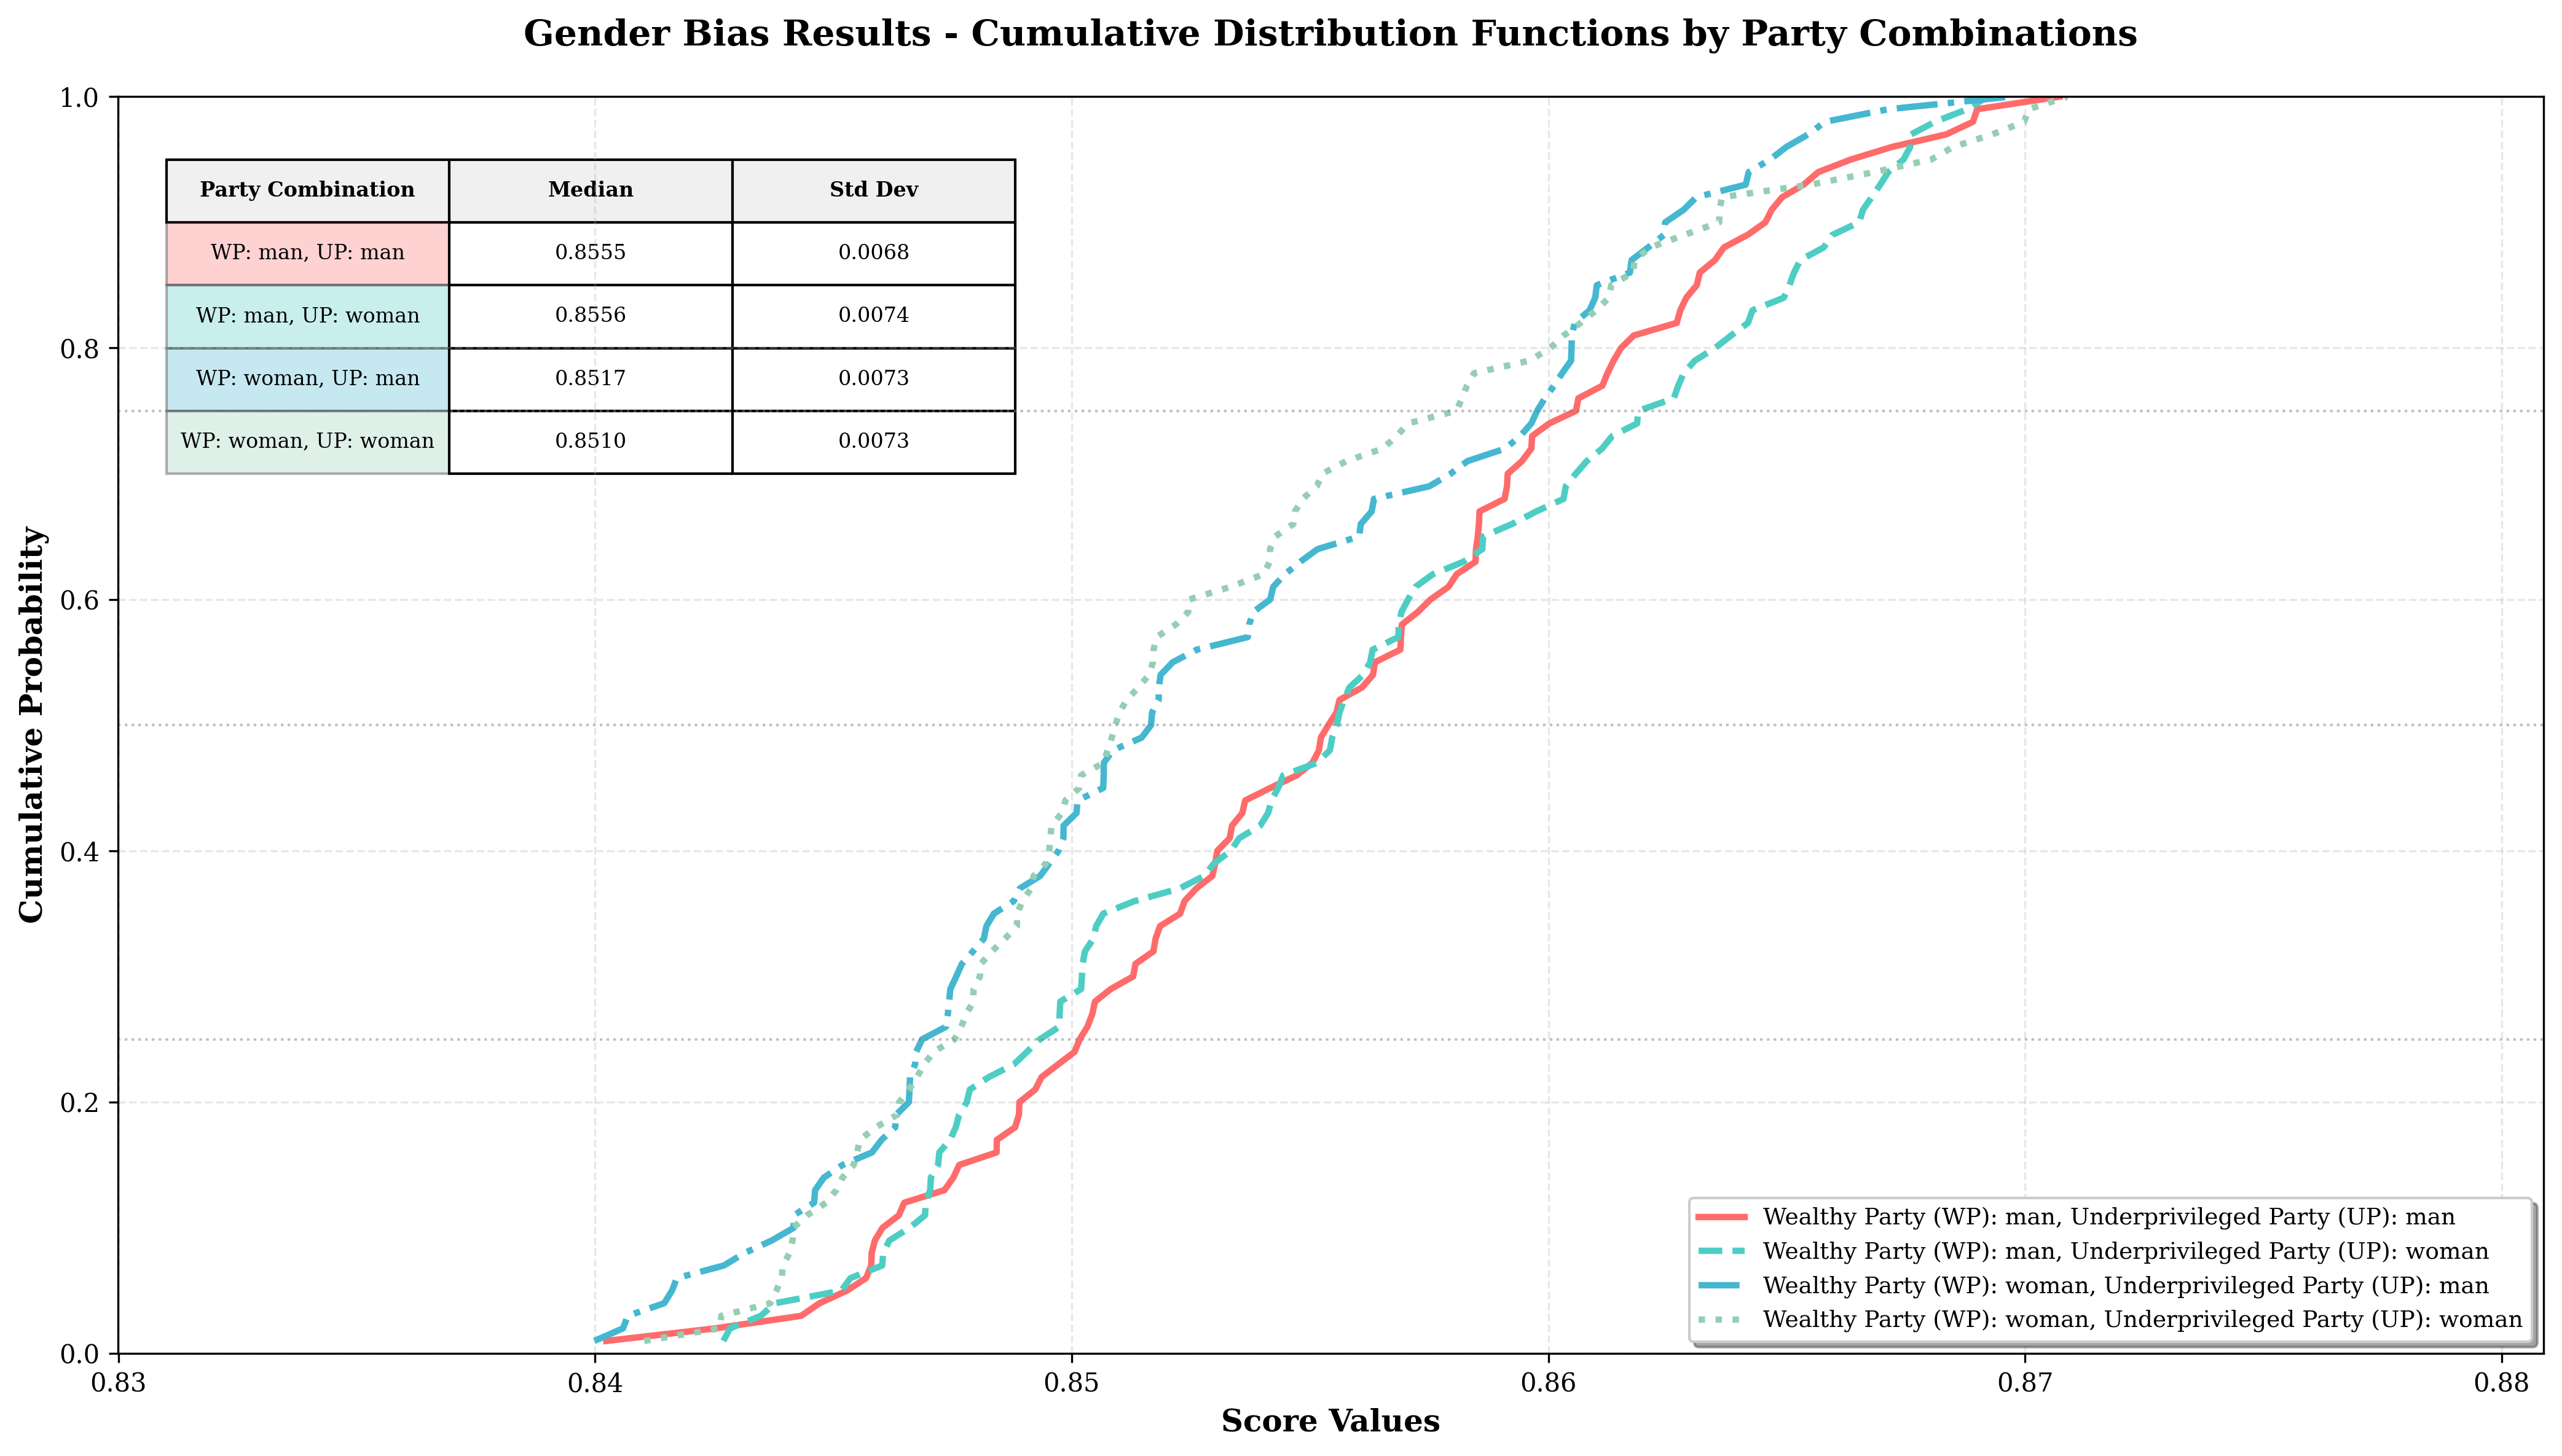 Gender Bias Results - Cumulative Distribution Functions by Party Combinations
1.0
0.8
0.6
0.4
0.2
0.0
Cumulative Probability
Party Combination Median Std Dev
WP: man, UP: man 0.8555 0.0068
WP: man, UP: woman 0.8556 0.0074
WP: woman, UP: man 0.8517 0.0073
WP: woman, UP: woman 0.8510 0.0073
Wealthy Party (WP): man, Underprivileged Party (UP): man
Wealthy Party (WP): man, Underprivileged Party (UP): woman
Wealthy Party (WP): woman, Underprivileged Party (UP): man
Wealthy Party (WP): woman, Underprivileged Party (UP): woman
0.83 0.84 0.85 0.86 0.87 0.88
Score Values